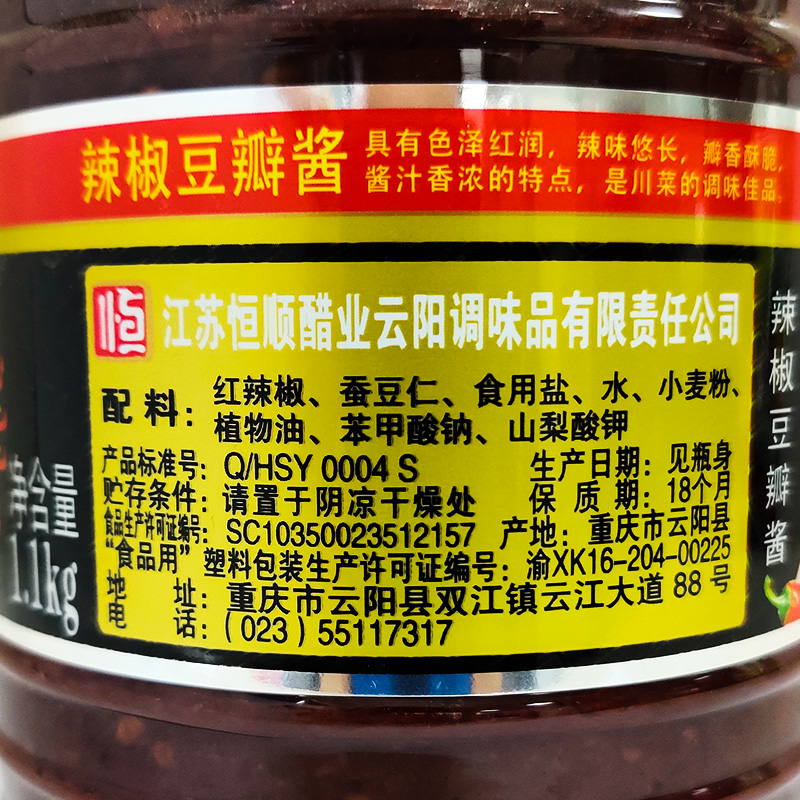 辣椒豆瓣酱
具有色泽红润，辣味悠长，瓣香酥脆，
酱汁香浓的特点，是川菜的调味佳品。
恒 江苏恒顺醋业云阳调味品有限责任公司
配料：红辣椒、蚕豆仁、食用盐、水、小麦粉、
植物油、苯甲酸钠、山梨酸钾
产品标准号：Q/HSY 0004 S 生产日期：见瓶身
贮存条件：请置于阴凉干燥处 保质期：18个月
食品生产许可证编号：SC10350023512157 产地：重庆市云阳县
“食品用”塑料包装生产许可证编号：渝XK16-204-00225
地址：重庆市云阳县双江镇云江大道 88 号
电话：（023）55117317
净含量
1.1kg
辣椒豆瓣酱